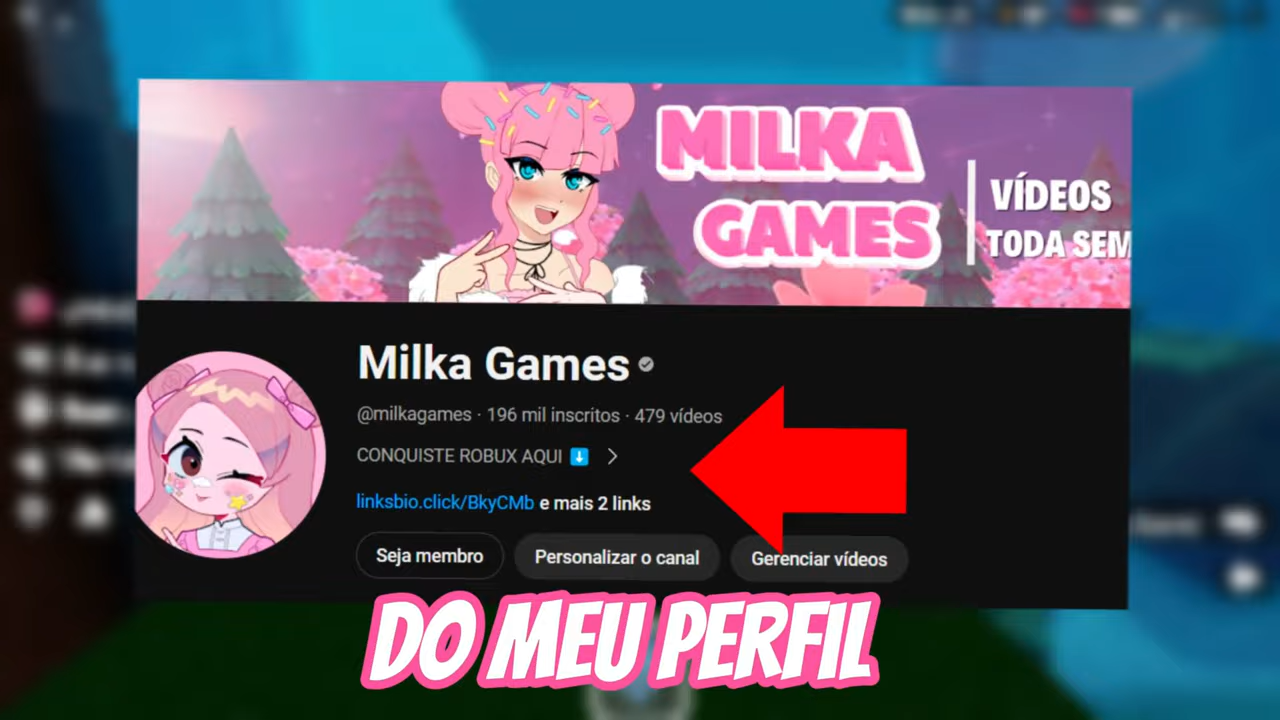 MILKA
GAMES
VÍDEOS
TODA SEM
Milka Games
@milkagames · 196 mil inscritos · 479 vídeos
CONQUISTE ROBUX AQUI ⬇️ >
linksbio.click/BkyCMb e mais 2 links
Seja membro Personalizar o canal Gerenciar vídeos
DO MEU PERFIL